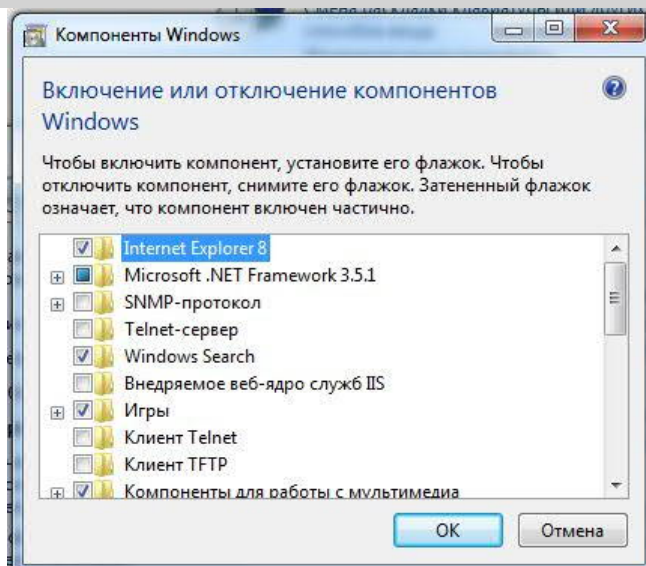 Компоненты Windows
Включение или отключение компонентов
Windows
Чтобы включить компонент, установите его флажок. Чтобы
отключить компонент, снимите его флажок. Затененный флажок
означает, что компонент включен частично.
Internet Explorer 8
Microsoft .NET Framework 3.5.1
SNMP-протокол
Telnet-сервер
Windows Search
Внедряемое веб-ядро служб IIS
Игры
Клиент Telnet
Клиент TFTP
Компоненты для работы с мультимедиа
OK
Отмена